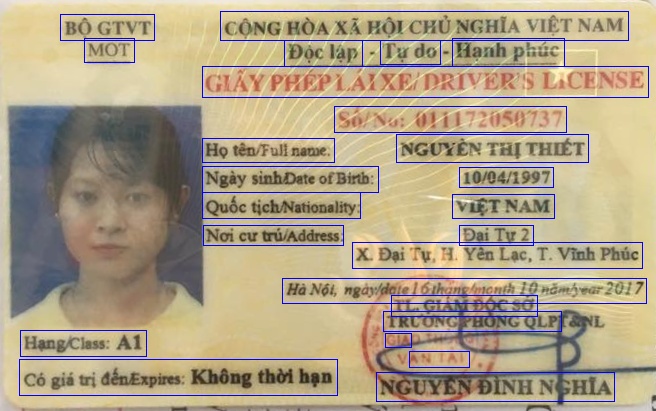 BỘ GTVT
MOT
CỘNG HÒA XÃ HỘI CHỦ NGHĨA VIỆT NAM
Độc lập - Tự do - Hạnh phúc
GIẤY PHÉP LÁI XE/DRIVER'S LICENSE
Số/No: 011172050737
Họ tên/Full name: NGUYỄN THỊ THIẾT
Ngày sinh/Date of Birth: 10/04/1997
Quốc tịch/Nationality: VIỆT NAM
Nơi cư trú/Address: Đại Tự 2
X. Đại Tự, H. Yên Lạc, T. Vĩnh Phúc
Hà Nội, ngày/date 16 tháng/month 10 năm/year 2017
TL. GIÁM ĐỐC SỞ
TRƯỞNG PHÒNG QLPT&NL
GIAO THÔNG
VẬN TẢI
Hạng/Class: A1
Có giá trị đến/Expires: Không thời hạn
NGUYỄN ĐÌNH NGHĨA